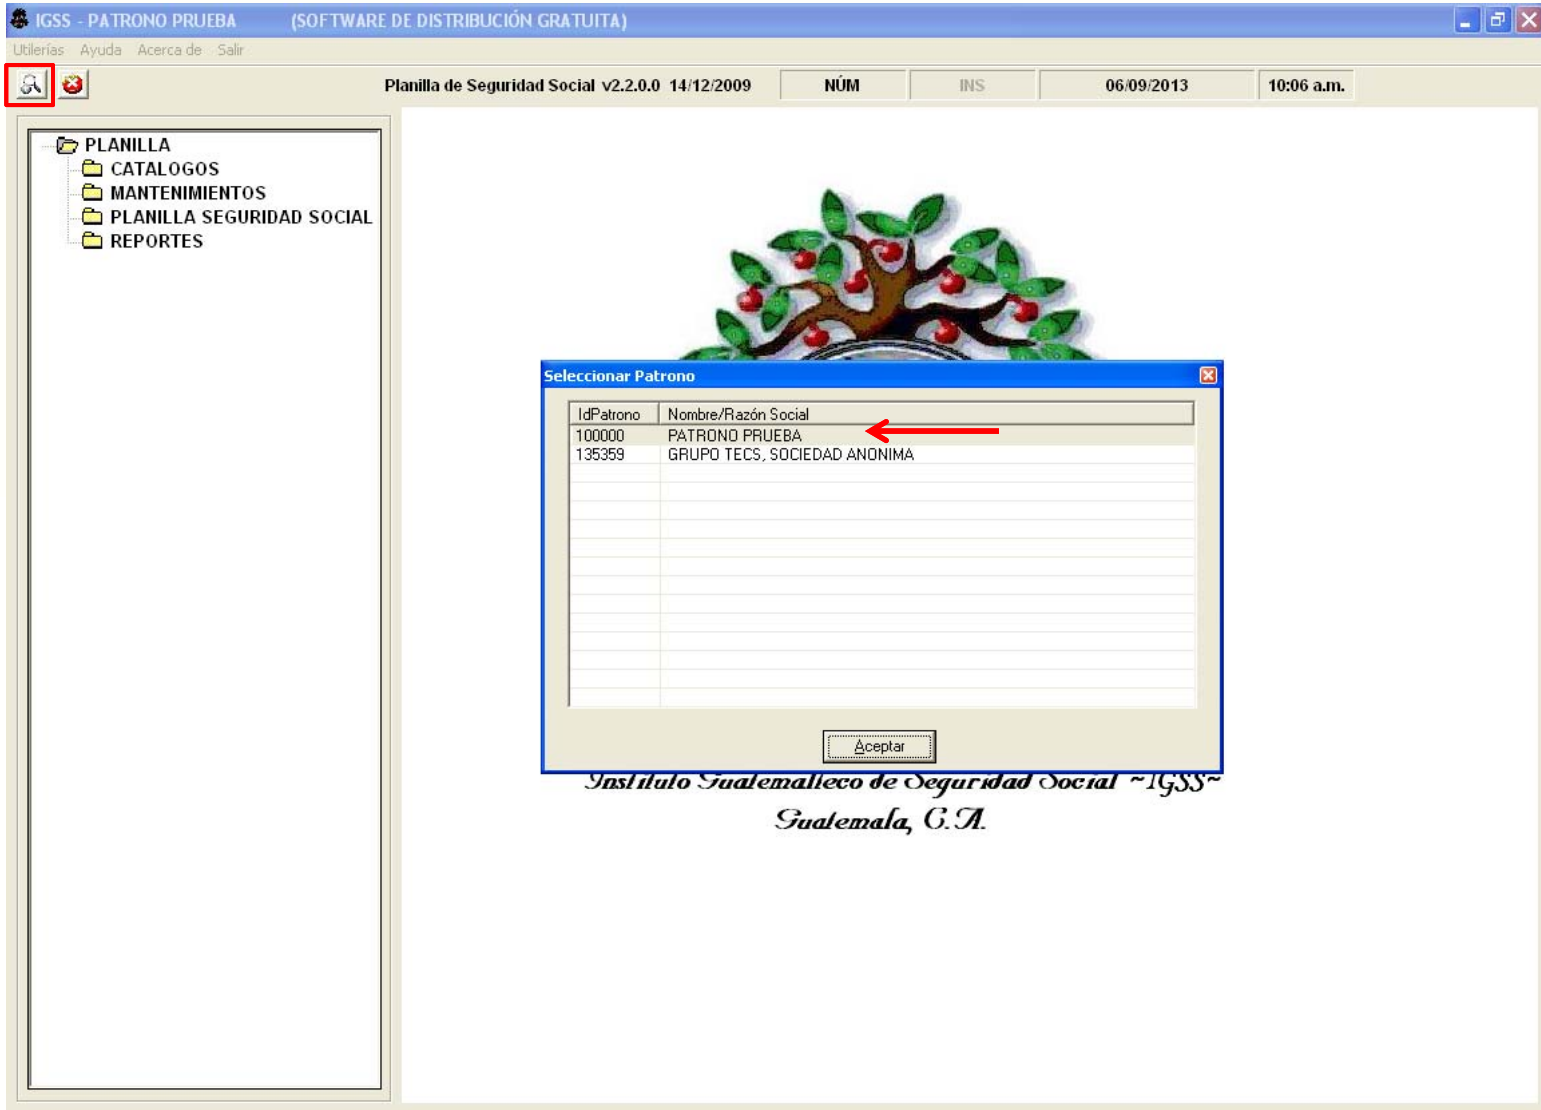 IGSS - PATRONO PRUEBA (SOFTWARE DE DISTRIBUCIÓN GRATUITA)
Utilerías Ayuda Acerca de Salir
Planilla de Seguridad Social v2.2.0.0 14/12/2009 NÚM INS 06/09/2013 10:06 a.m.
PLANILLA
CATALOGOS
MANTENIMIENTOS
PLANILLA SEGURIDAD SOCIAL
REPORTES
Seleccionar Patrono
IdPatrono Nombre/Razón Social
100000 PATRONO PRUEBA
135359 GRUPO TECS, SOCIEDAD ANONIMA
Aceptar
Instituto Guatemalteco de Seguridad Social ~IGSS~
Guatemala, C.A.